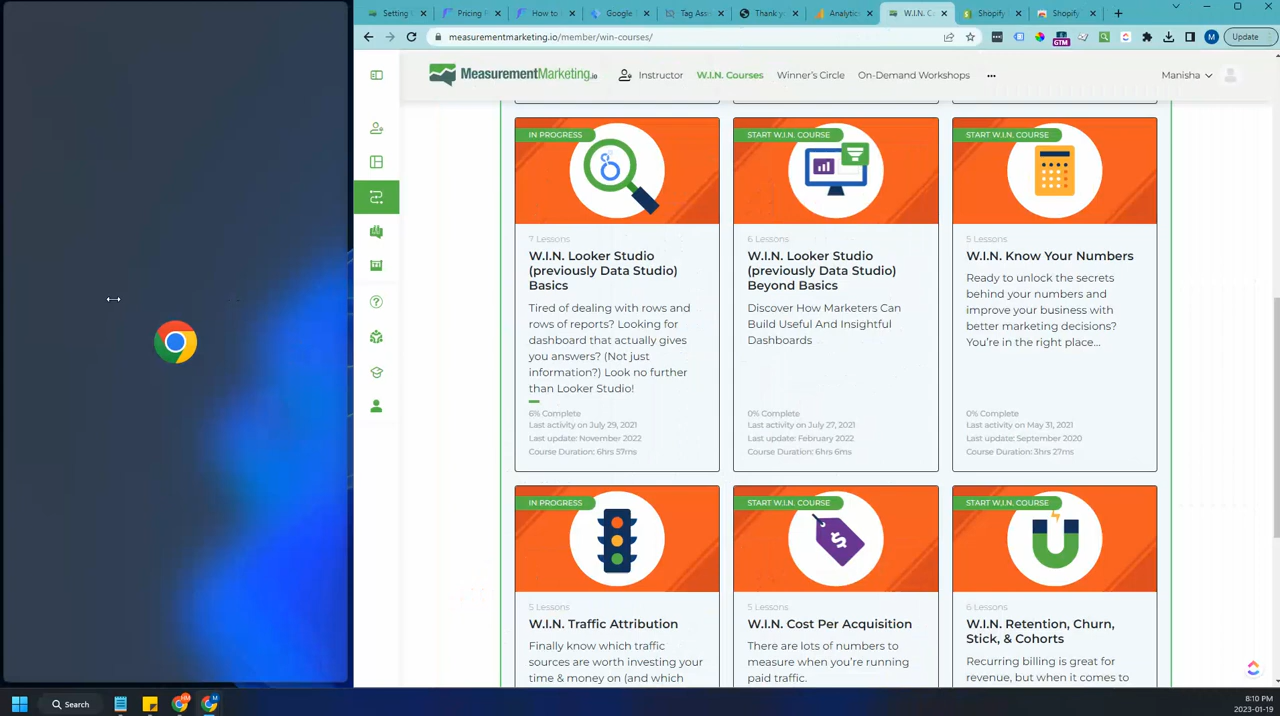 Setting
Pricing P
How to
Google
Tag Assis
Thank yo
Analytics
W.I.N. C
Shopify
Shopify
measurementmarketing.io/member/win-courses/
GTM
M
Update
MeasurementMarketing.io
Instructor
W.I.N. Courses
Winner's Circle
On-Demand Workshops
Manisha
IN PROGRESS
7 Lessons
W.I.N. Looker Studio
(previously Data Studio)
Basics
Tired of dealing with rows and
rows of reports? Looking for
dashboard that actually gives
you answers? (Not just
information?) Look no further
than Looker Studio!
6% Complete
Last activity on July 29, 2021
Last update: November 2022
Course Duration: 6hrs 57ms
START W.I.N. COURSE
6 Lessons
W.I.N. Looker Studio
(previously Data Studio)
Beyond Basics
Discover How Marketers Can
Build Useful And Insightful
Dashboards
0% Complete
Last activity on July 27, 2021
Last update: February 2022
Course Duration: 6hrs 6ms
START W.I.N. COURSE
5 Lessons
W.I.N. Know Your Numbers
Ready to unlock the secrets
behind your numbers and
improve your business with
better marketing decisions?
You're in the right place...
0% Complete
Last activity on May 31, 2021
Last update: September 2020
Course Duration: 3hrs 27ms
IN PROGRESS
5 Lessons
W.I.N. Traffic Attribution
Finally know which traffic
sources are worth investing your
time & money on (and which
START W.I.N. COURSE
$
5 Lessons
W.I.N. Cost Per Acquisition
There are lots of numbers to
measure when you're running
paid traffic.
START W.I.N. COURSE
6 Lessons
W.I.N. Retention, Churn,
Stick, & Cohorts
Recurring billing is great for
revenue, but when it comes to
Search
8:10 PM
2023-01-19